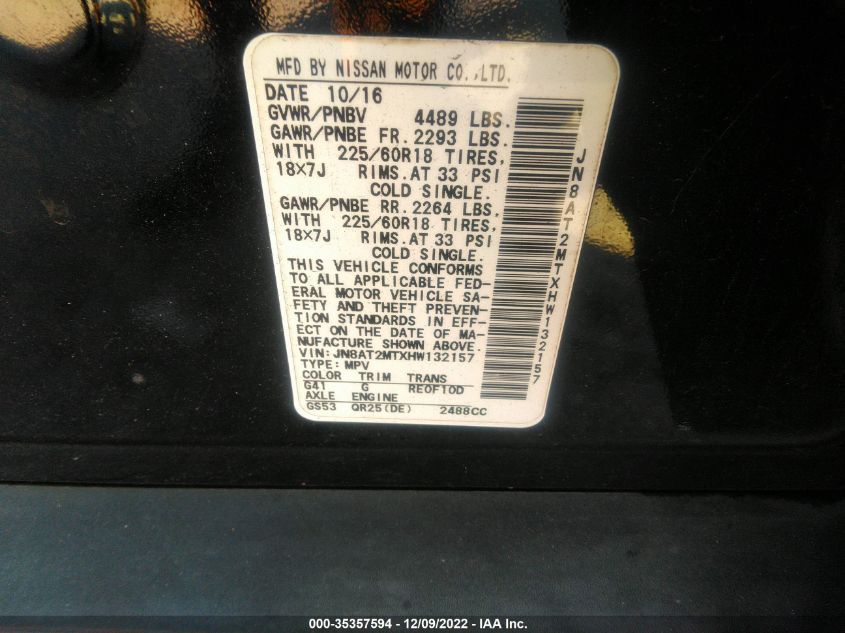 MFD BY NISSAN MOTOR CO.,LTD.
DATE 10/16
GVWR/PNBV 4489 LBS.
GAWR/PNBE FR. 2293 LBS.
WITH 225/60R18 TIRES,
18X7J RIMS. AT 33 PSI
COLD SINGLE.
GAWR/PNBE RR. 2264 LBS.
WITH 225/60R18 TIRES,
18X7J RIMS. AT 33 PSI
COLD SINGLE.
THIS VEHICLE CONFORMS
TO ALL APPLICABLE FED-
ERAL MOTOR VEHICLE SA-
FETY AND THEFT PREVEN-
TION STANDARDS IN EFF-
ECT ON THE DATE OF MA-
NUFACTURE SHOWN ABOVE.
VIN: JN8AT2MTXHW132157
TYPE: MPV
COLOR TRIM TRANS
G41 G RE0F10D
AXLE ENGINE
GS53 QR25(DE) 2488CC
JN8AT2MTXHW132157
000-35357594 - 12/09/2022 - IAA Inc.